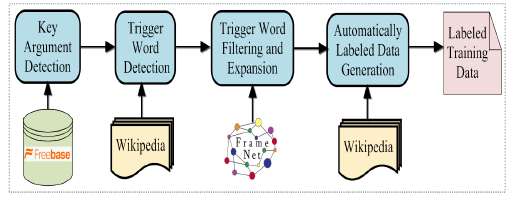 Key
Argument
Detection
Trigger
Word
Detection
Trigger Word
Filtering and
Expansion
Automatically
Labeled Data
Generation
Labeled
Training
Data
Freebase
Wikipedia
Frame
Net
Wikipedia